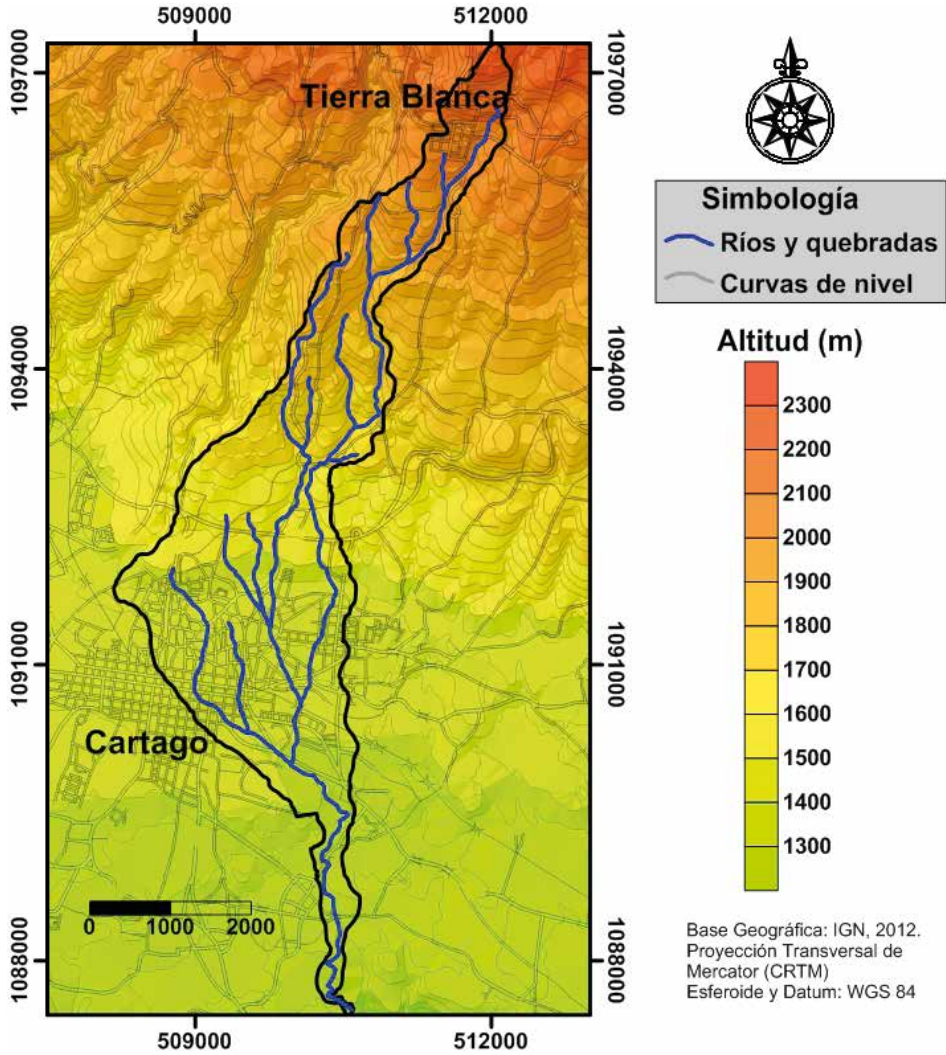 509000
512000
1097000
1097000
Tierra Blanca
Simbología
Ríos y quebradas
Curvas de nivel
Altitud (m)
1094000
1094000
2300
2200
2100
2000
1900
1800
1700
1600
1500
1400
1300
1091000
1091000
Cartago
0 1000 2000
1088000
1088000
Base Geográfica: IGN, 2012.
Proyección Transversal de
Mercator (CRTM)
Esferoide y Datum: WGS 84
509000
512000